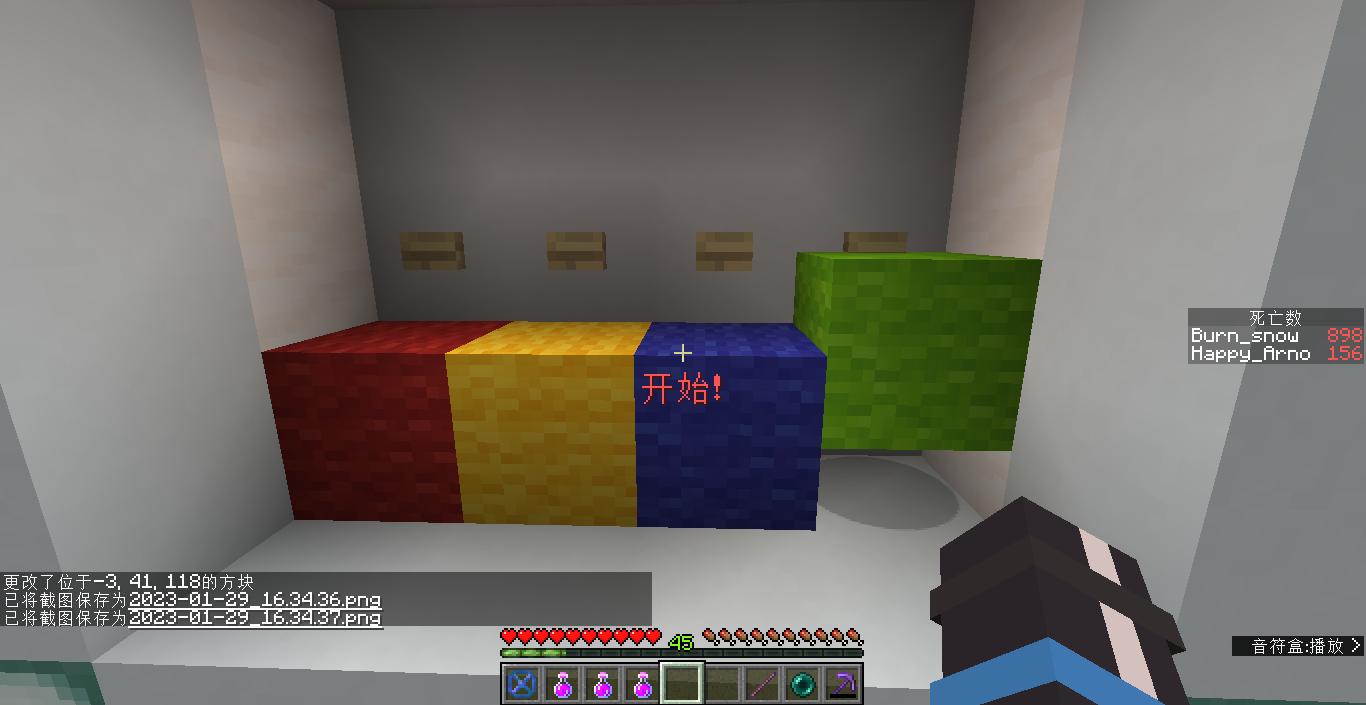 开始!
死亡数
Burn_snow 898
Happy_Arno 156
更改了位于-3, 41, 118的方块
已将截图保存为2023-01-29_16.34.36.png
已将截图保存为2023-01-29_16.34.37.png
45
音符盒:播放 >